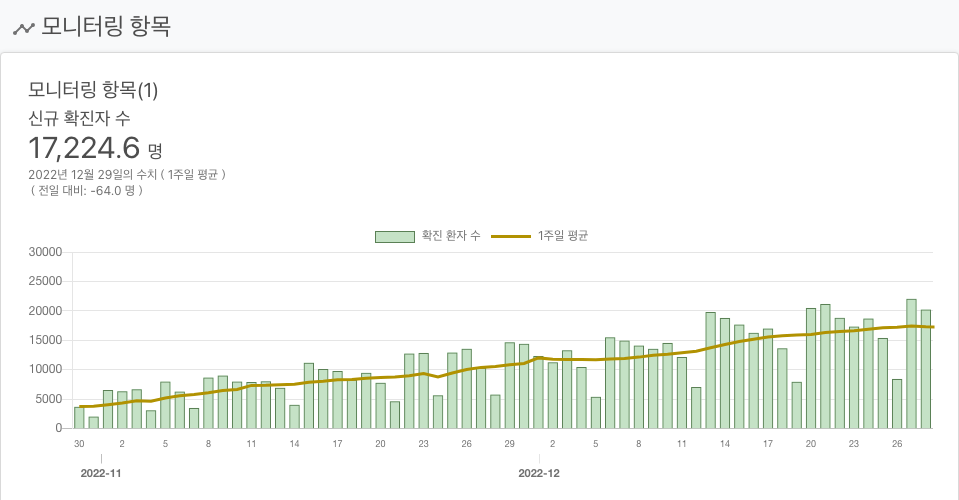 모니터링 항목
모니터링 항목(1)
신규 확진자 수
17,224.6 명
2022년 12월 29일의 수치 ( 1주일 평균 )
( 전일 대비: -64.0 명 )
확진 환자 수 1주일 평균
30000
25000
20000
15000
10000
5000
0
30 2 5 8 11 14 17 20 23 26 29 2 5 8 11 14 17 20 23 26
2022-11 2022-12